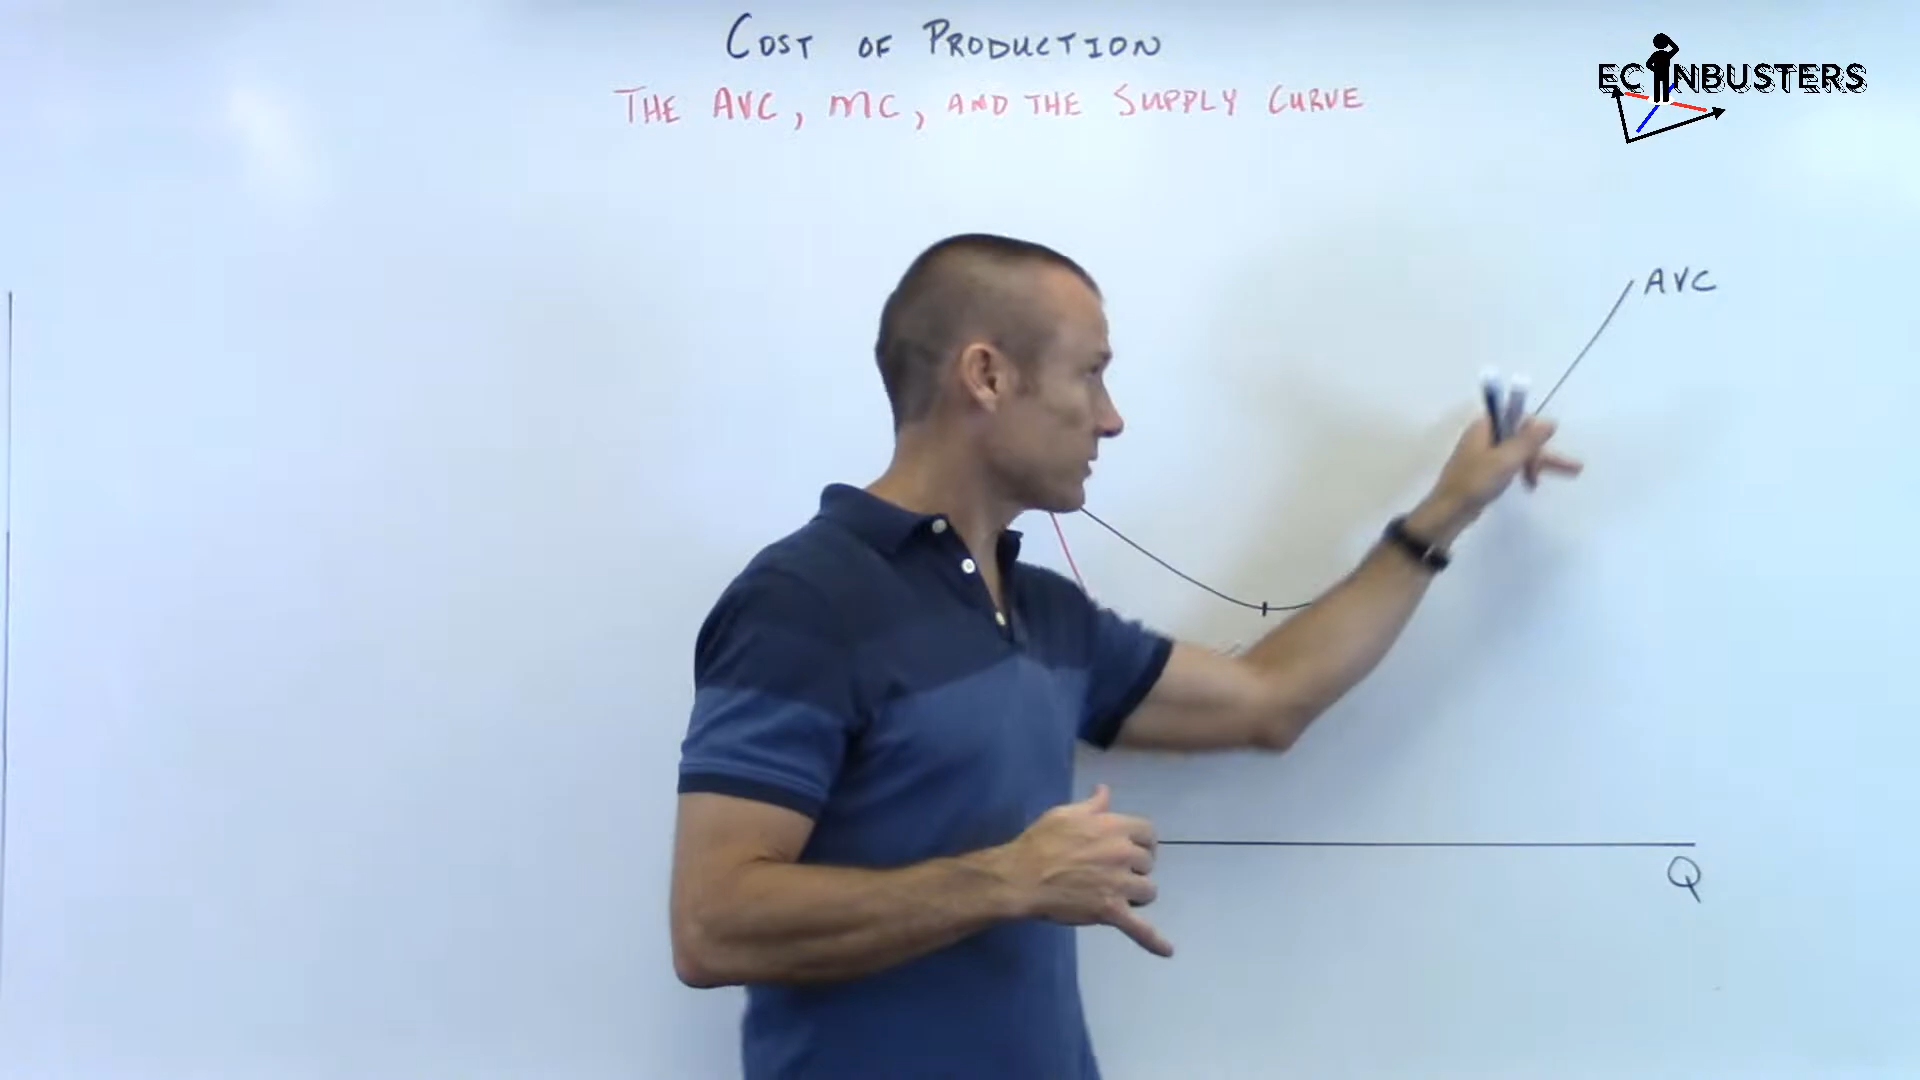 COST OF PRODUCTION
THE AVC, MC, AND THE SUPPLY CURVE
ECONBUSTERS
AVC
Q